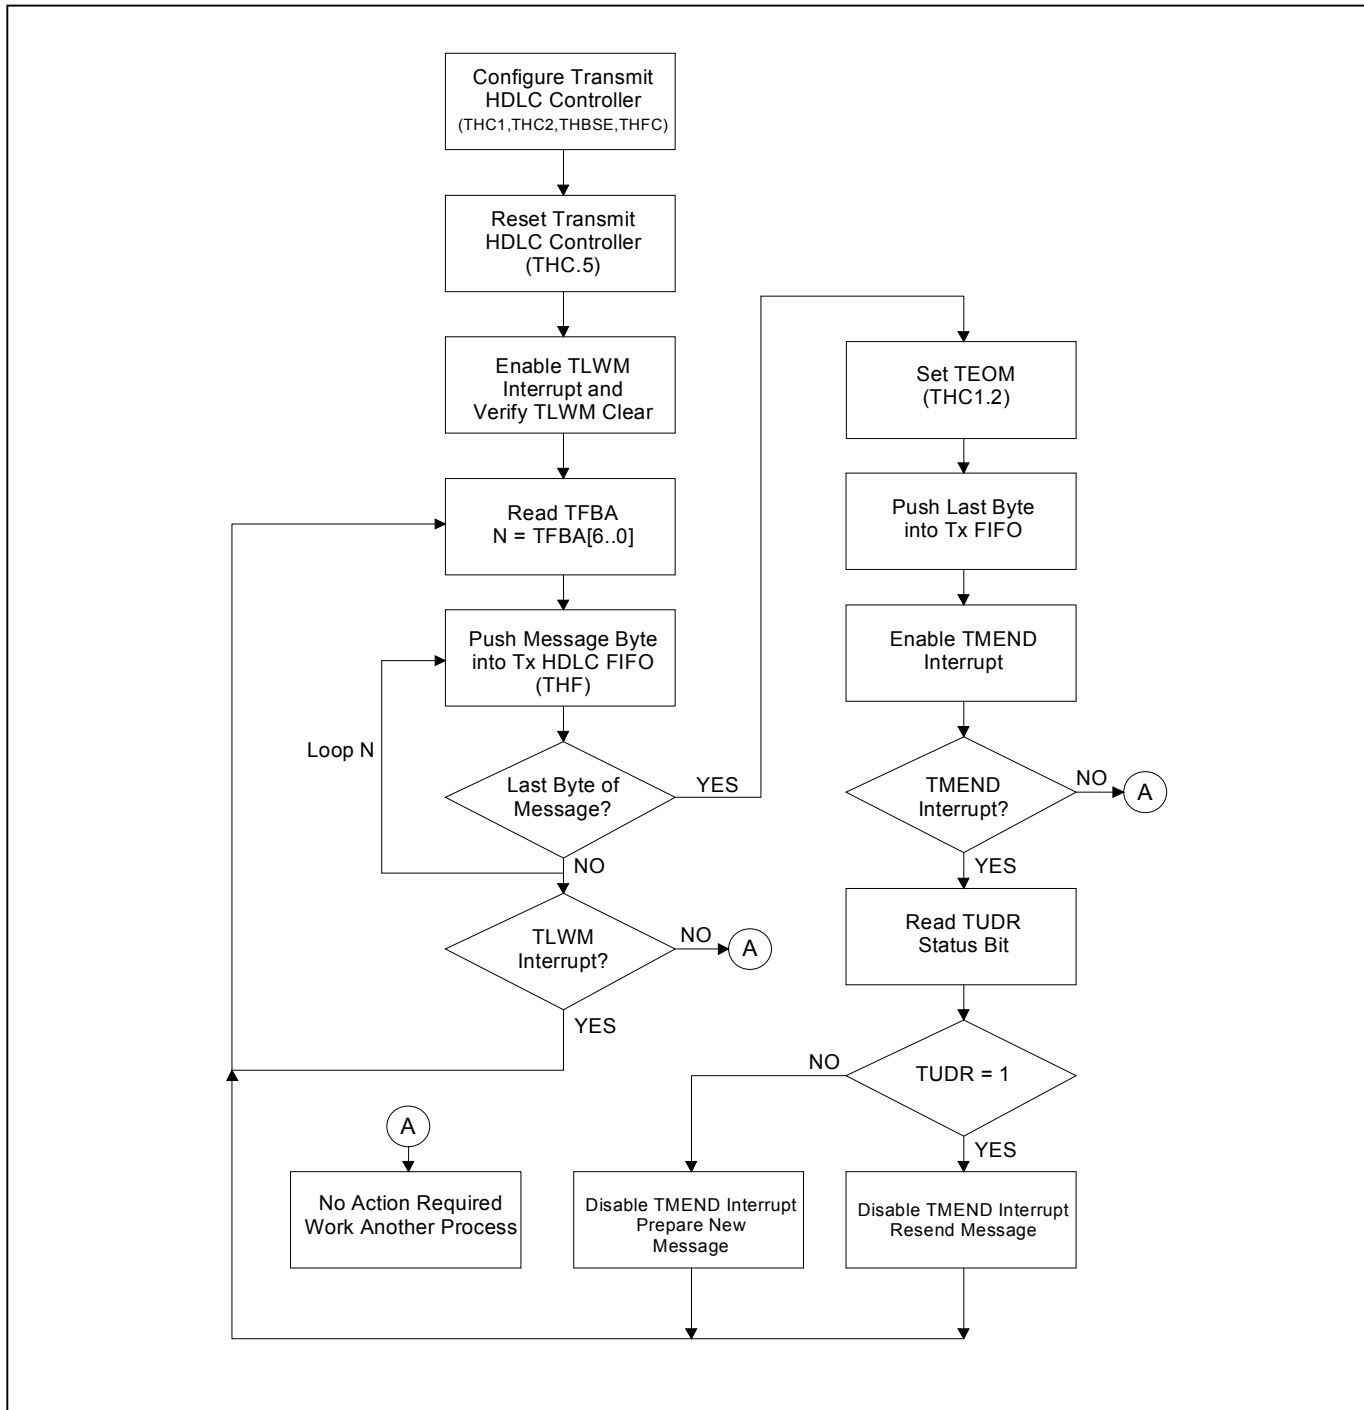 Configure Transmit
HDLC Controller
(THC1,THC2,THBSE,THFC)
Reset Transmit
HDLC Controller
(THC.5)
Enable TLWM
Interrupt and
Verify TLWM Clear
Read TFBA
N = TFBA[6..0]
Push Message Byte
into Tx HDLC FIFO
(THF)
Loop N
Last Byte of
Message?
YES
NO
TLWM
Interrupt?
NO
A
YES
A
No Action Required
Work Another Process
Set TEOM
(THC1.2)
Push Last Byte
into Tx FIFO
Enable TMEND
Interrupt
TMEND
Interrupt?
NO
A
YES
Read TUDR
Status Bit
TUDR = 1
NO
YES
Disable TMEND Interrupt
Prepare New
Message
Disable TMEND Interrupt
Resend Message